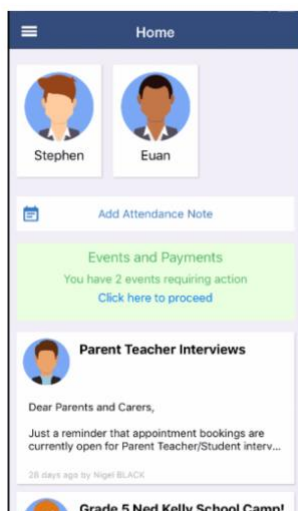 Home
Stephen
Euan
Add Attendance Note
Events and Payments
You have 2 events requiring action
Click here to proceed
Parent Teacher Interviews
Dear Parents and Carers,
Just a reminder that appointment bookings are
currently open for Parent Teacher/Student interv...
26 days ago by Nigel BLACK
Grade 5 Ned Kelly School Camp!